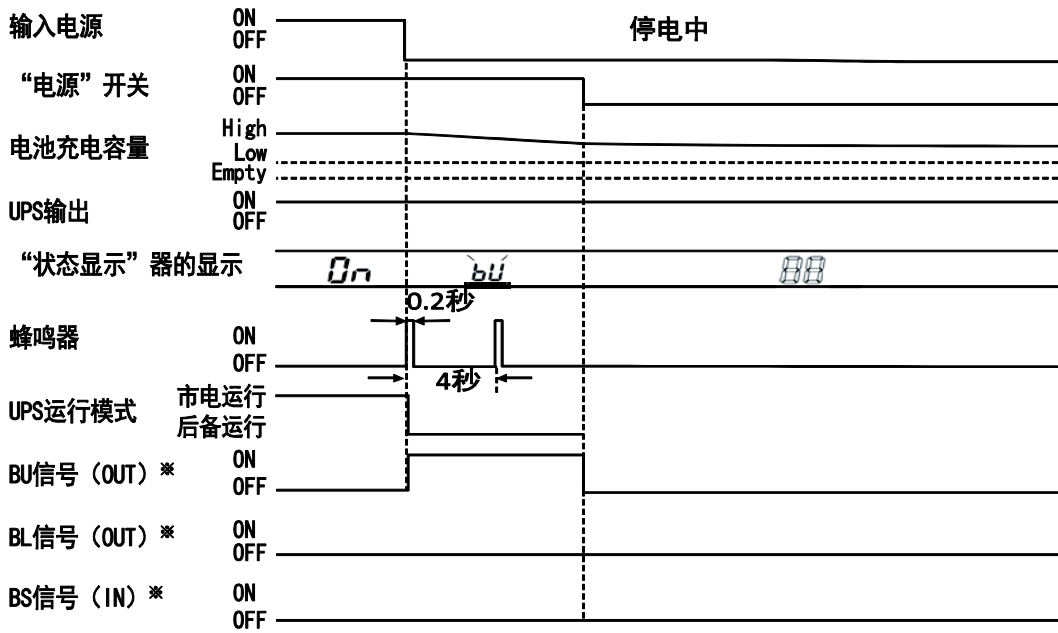 输入电源 ON
OFF
停电中
“电源”开关 ON
OFF
电池充电容量 High
Low
Empty
UPS输出 ON
OFF
“状态显示”器的显示 On bU 88
0.2秒
蜂鸣器 ON
OFF
4秒
UPS运行模式 市电运行
后备运行
BU信号（OUT）※ ON
OFF
BL信号（OUT）※ ON
OFF
BS信号（IN）※ ON
OFF